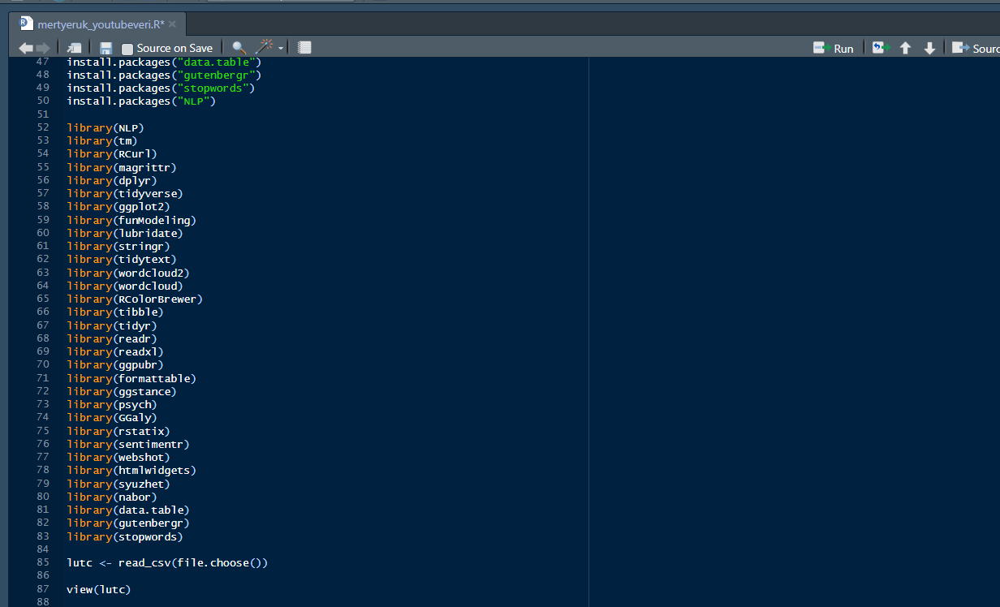 mertyeruk_youtubeveri.R*
Source on Save
Run
Sourc
47 install.packages("data.table")
48 install.packages("gutenbergr")
49 install.packages("stopwords")
50 install.packages("NLP")
51
52 library(NLP)
53 library(tm)
54 library(RCurl)
55 library(magrittr)
56 library(dplyr)
57 library(tidyverse)
58 library(ggplot2)
59 library(funModeling)
60 library(lubridate)
61 library(stringr)
62 library(tidytext)
63 library(wordcloud2)
64 library(wordcloud)
65 library(RColorBrewer)
66 library(tibble)
67 library(tidyr)
68 library(readr)
69 library(readxl)
70 library(ggpubr)
71 library(formattable)
72 library(ggstance)
73 library(psych)
74 library(GGaly)
75 library(rstatix)
76 library(sentimentr)
77 library(webshot)
78 library(htmlwidgets)
79 library(syuzhet)
80 library(nabor)
81 library(data.table)
82 library(gutenbergr)
83 library(stopwords)
84
85 lutc <- read_csv(file.choose())
86
87 view(lutc)
88